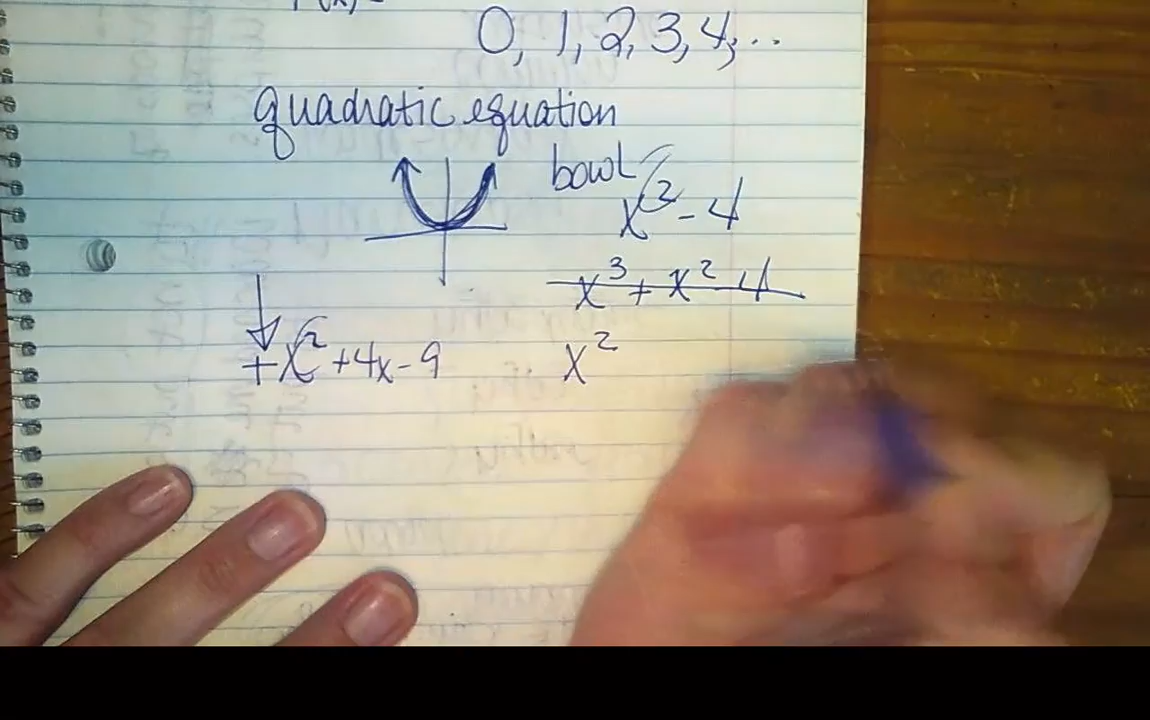 0, 1, 2, 3, 4, ...
quadratic equation
bowl
x² - 4
x³ + x² - 4
+x² + 4x - 9
x²